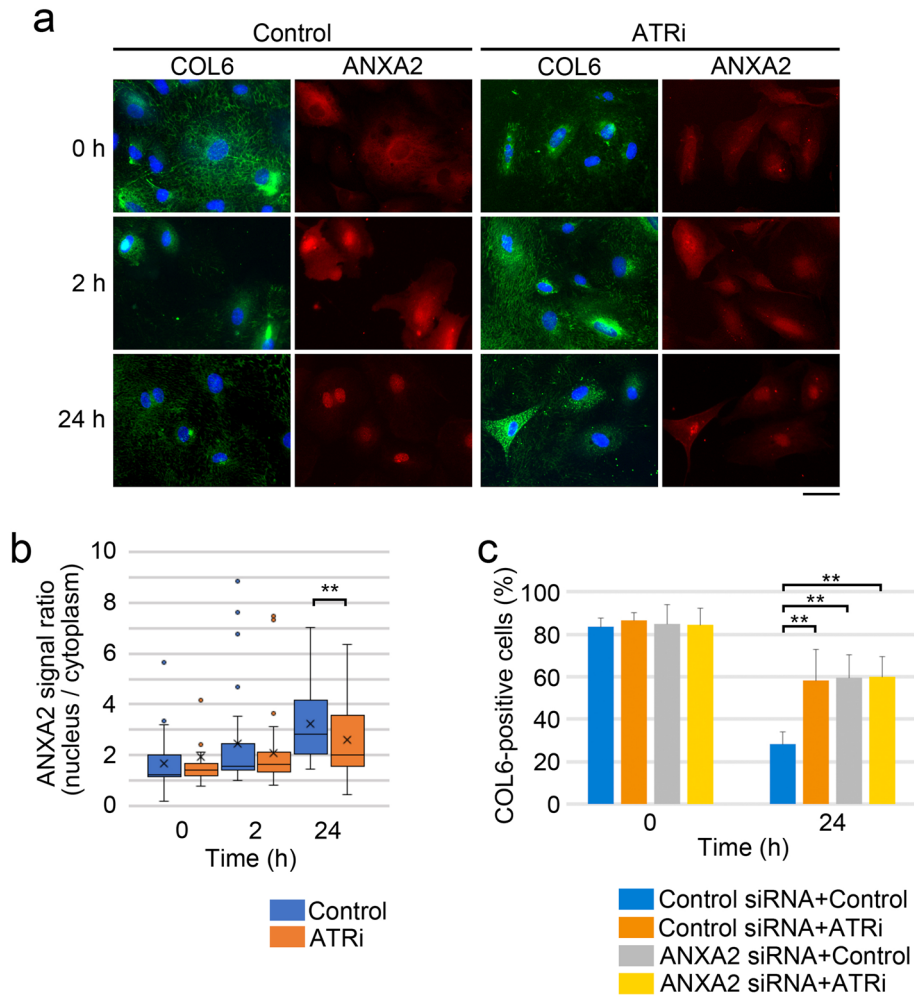 a
Control ATRi
COL6 ANXA2 COL6 ANXA2
0 h
2 h
24 h
b
ANXA2 signal ratio
(nucleus / cytoplasm)
10
8
6
4
2
0
**
0 2 24
Time (h)
Control
ATRi
c
COL6-positive cells (%)
100
80
60
40
20
0
**
**
**
0 24
Time (h)
Control siRNA+Control
Control siRNA+ATRi
ANXA2 siRNA+Control
ANXA2 siRNA+ATRi